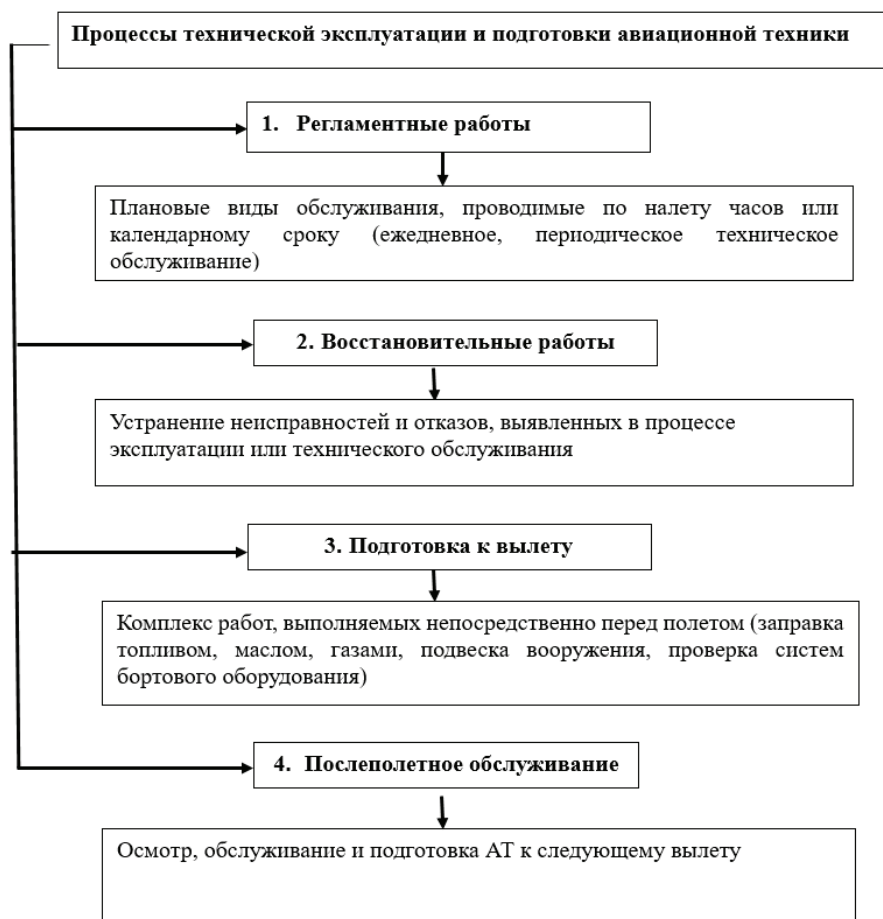 Процессы технической эксплуатации и подготовки авиационной техники
1. Регламентные работы
Плановые виды обслуживания, проводимые по налету часов или
календарному сроку (ежедневное, периодическое техническое
обслуживание)
2. Восстановительные работы
Устранение неисправностей и отказов, выявленных в процессе
эксплуатации или технического обслуживания
3. Подготовка к вылету
Комплекс работ, выполняемых непосредственно перед полетом (заправка
топливом, маслом, газами, подвеска вооружения, проверка систем
бортового оборудования)
4. Послеполетное обслуживание
Осмотр, обслуживание и подготовка АТ к следующему вылету